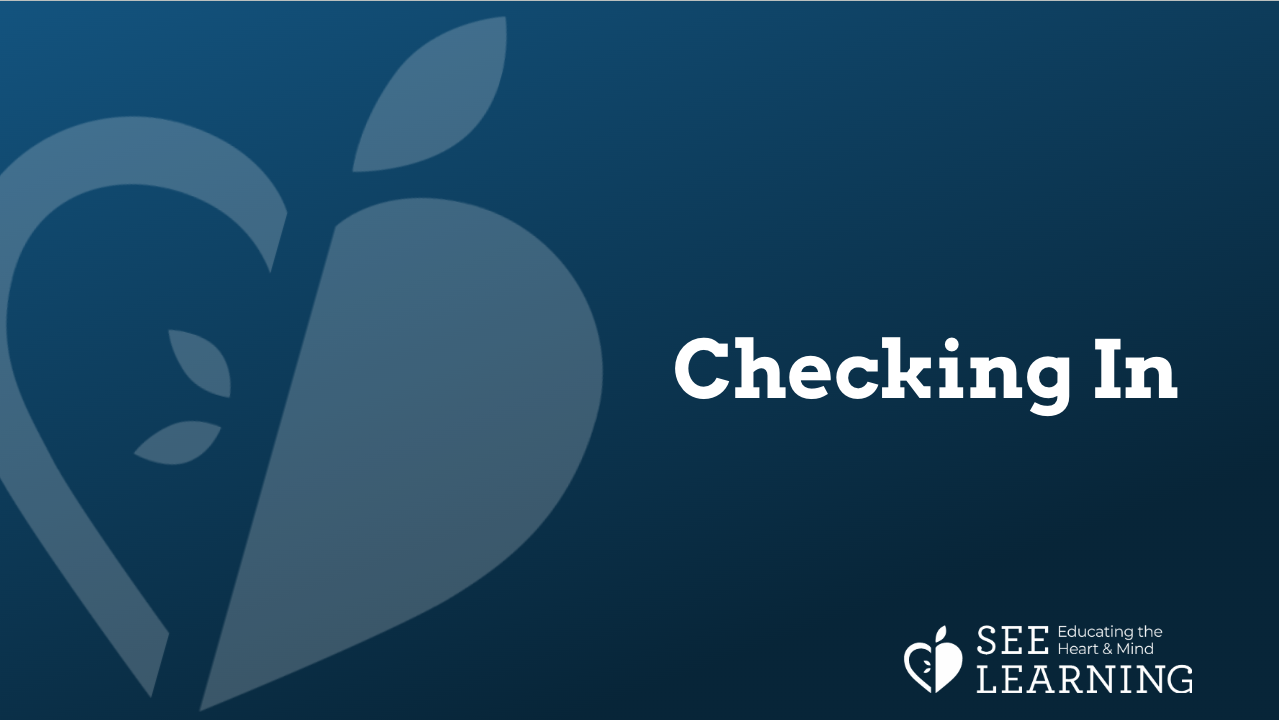 Checking In
SEE Educating the
Heart & Mind
LEARNING